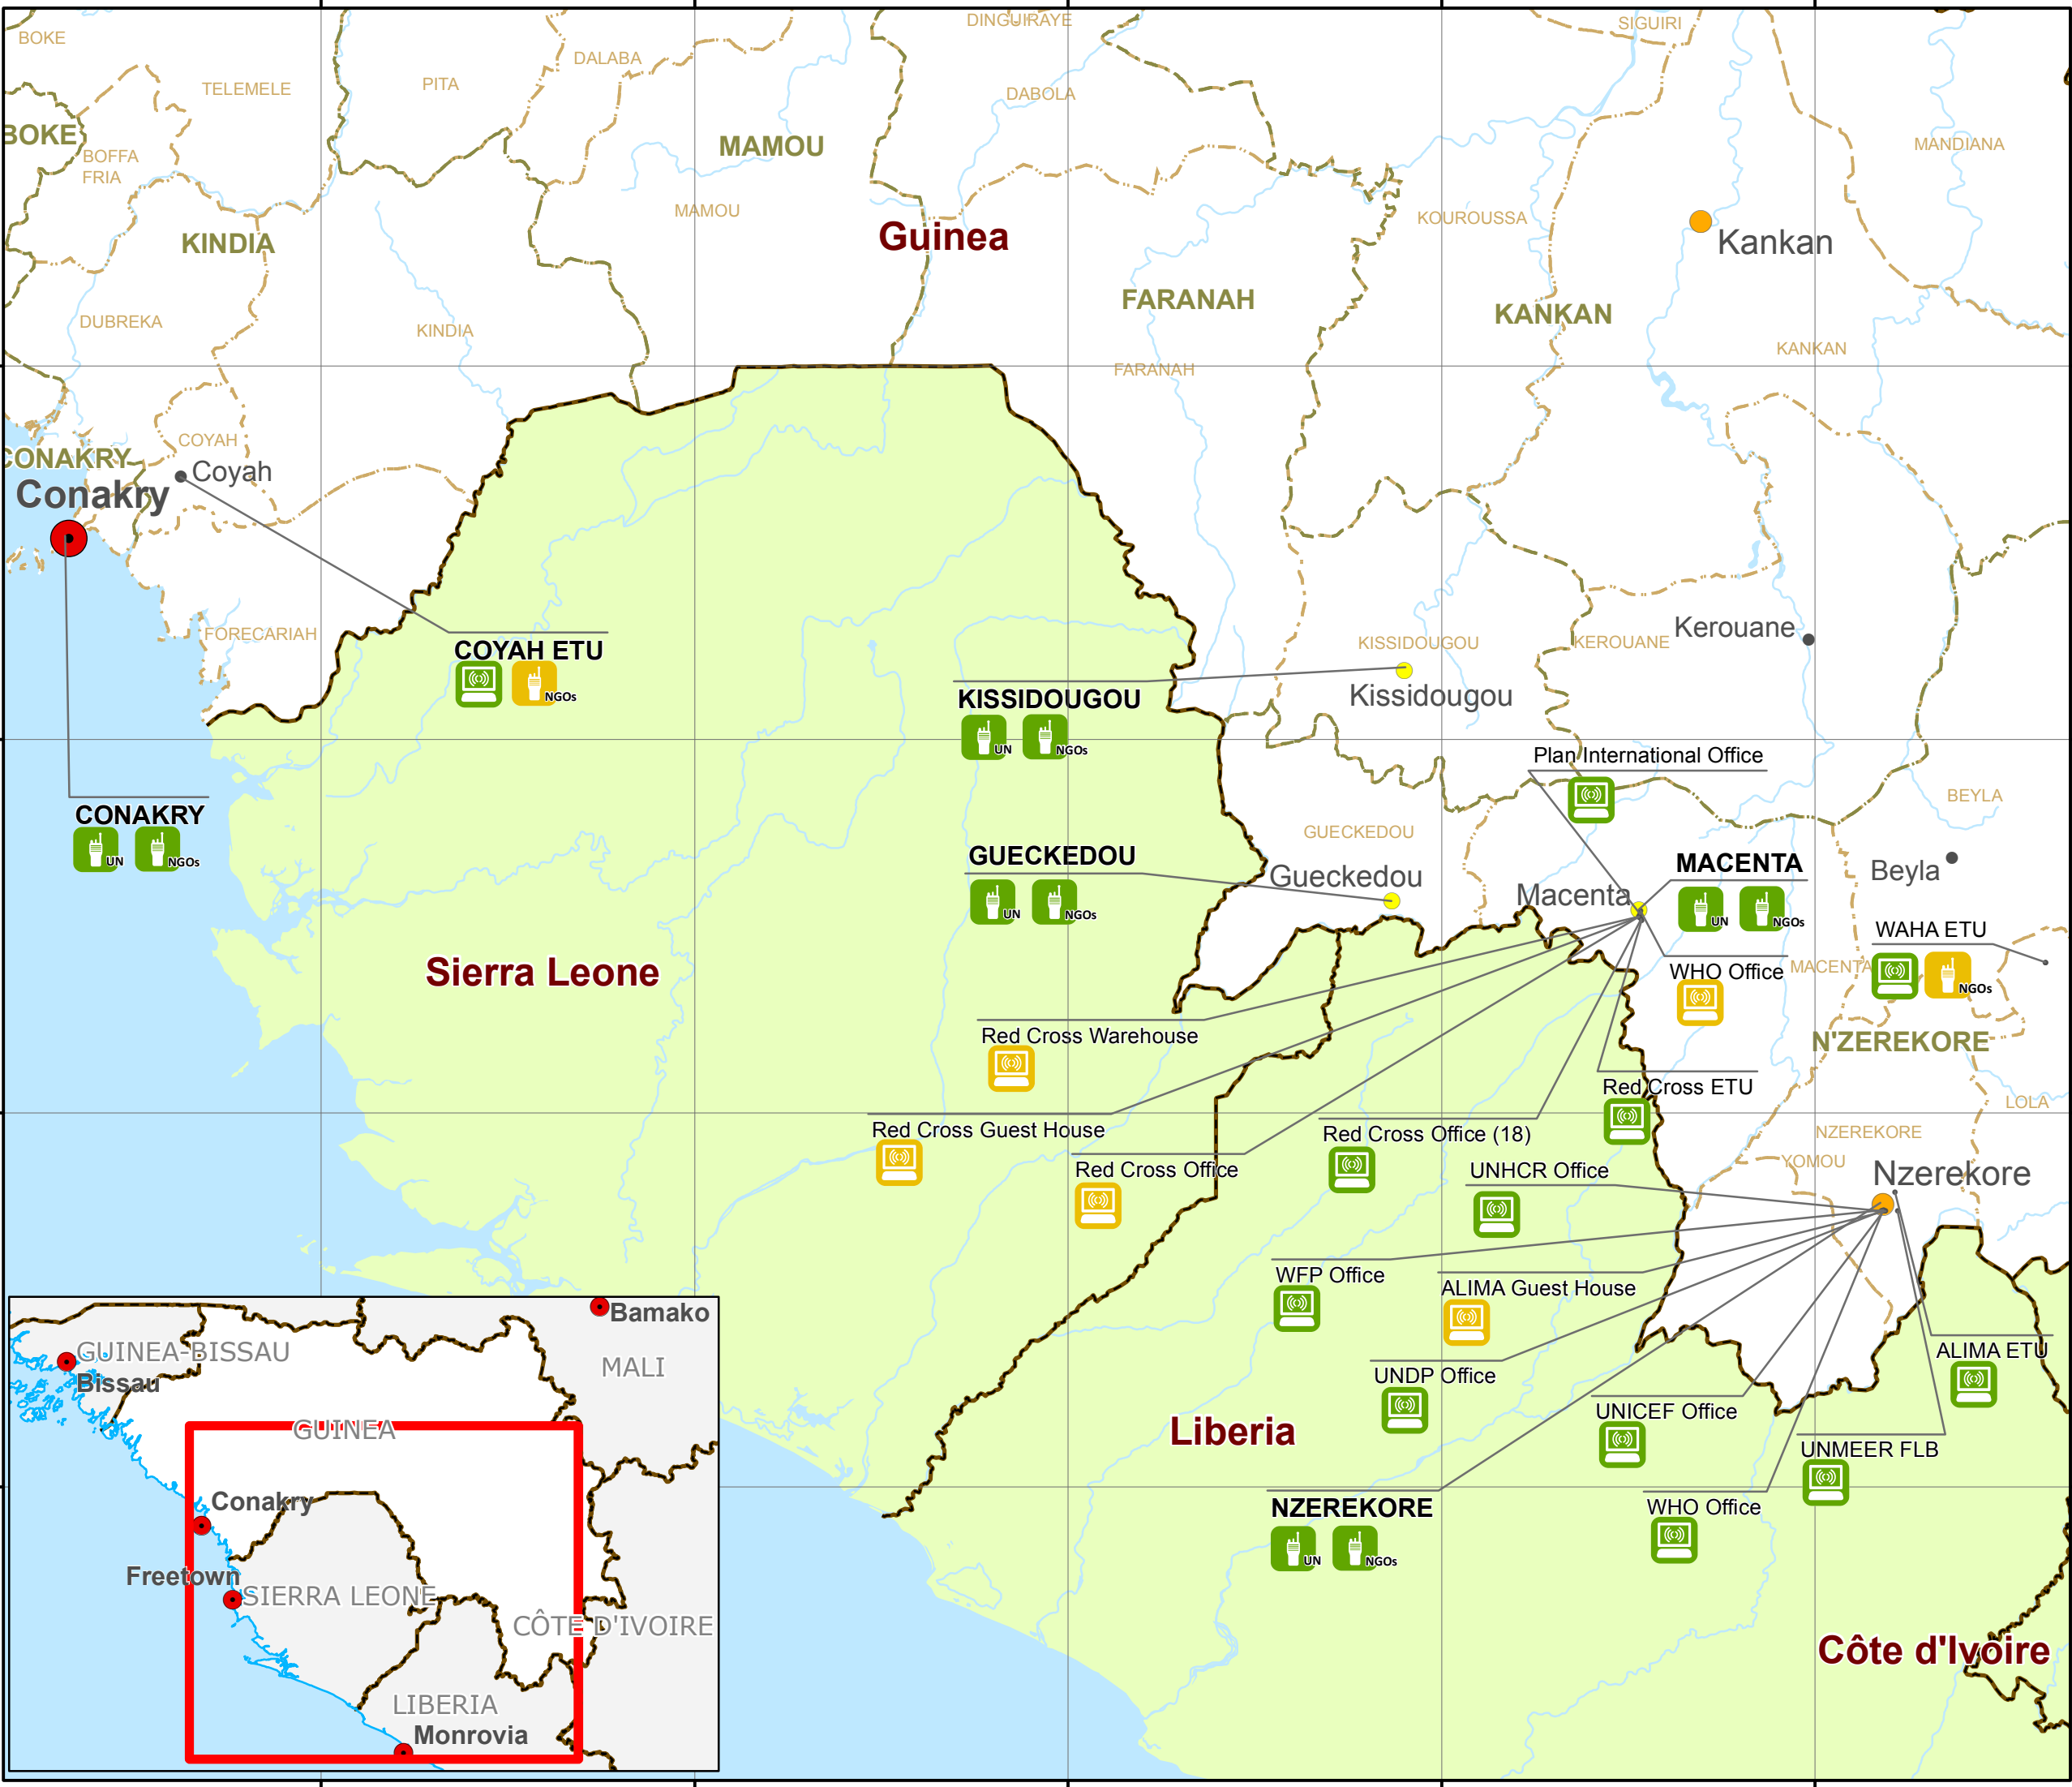 BOKE
TELEMELE
PITA
DALABA
DINGUIRAYE
SIGUIRI
DABOLA
BOKE
BOFFA
FRIA
MAMOU
MANDIANA
MAMOU
KOUROUSSA
KINDIA
Guinea
Kankan
FARANAH
KANKAN
DUBREKA
KINDIA
KANKAN
FARANAH
COYAH
CONAKRY
Coyah
Conakry
FORECARIAH
COYAH ETU
NGOs
KISSIDOUGOU
KEROUANE
Kerouane
Kissidougou
KISSIDOUGOU
UN
NGOs
Plan International Office
BEYLA
CONAKRY
UN
NGOs
GUECKEDOU
GUECKEDOU
UN
NGOs
Gueckedou
Macenta
MACENTA
UN
NGOs
Beyla
WAHA ETU
NGOs
Sierra Leone
WHO Office
MACENTA
Red Cross Warehouse
N'ZEREKORE
Red Cross ETU
LOLA
Red Cross Guest House
Red Cross Office (18)
NZEREKORE
Red Cross Office
UNHCR Office
YOMOU
Nzerekore
WFP Office
ALIMA Guest House
ALIMA ETU
UNDP Office
UNICEF Office
Liberia
UNMEER FLB
NZEREKORE
UN
NGOs
WHO Office
Côte d'Ivoire
Bamako
GUINEA-BISSAU
Bissau
MALI
GUINEA
Conakry
Freetown
SIERRA LEONE
CÔTE D'IVOIRE
LIBERIA
Monrovia